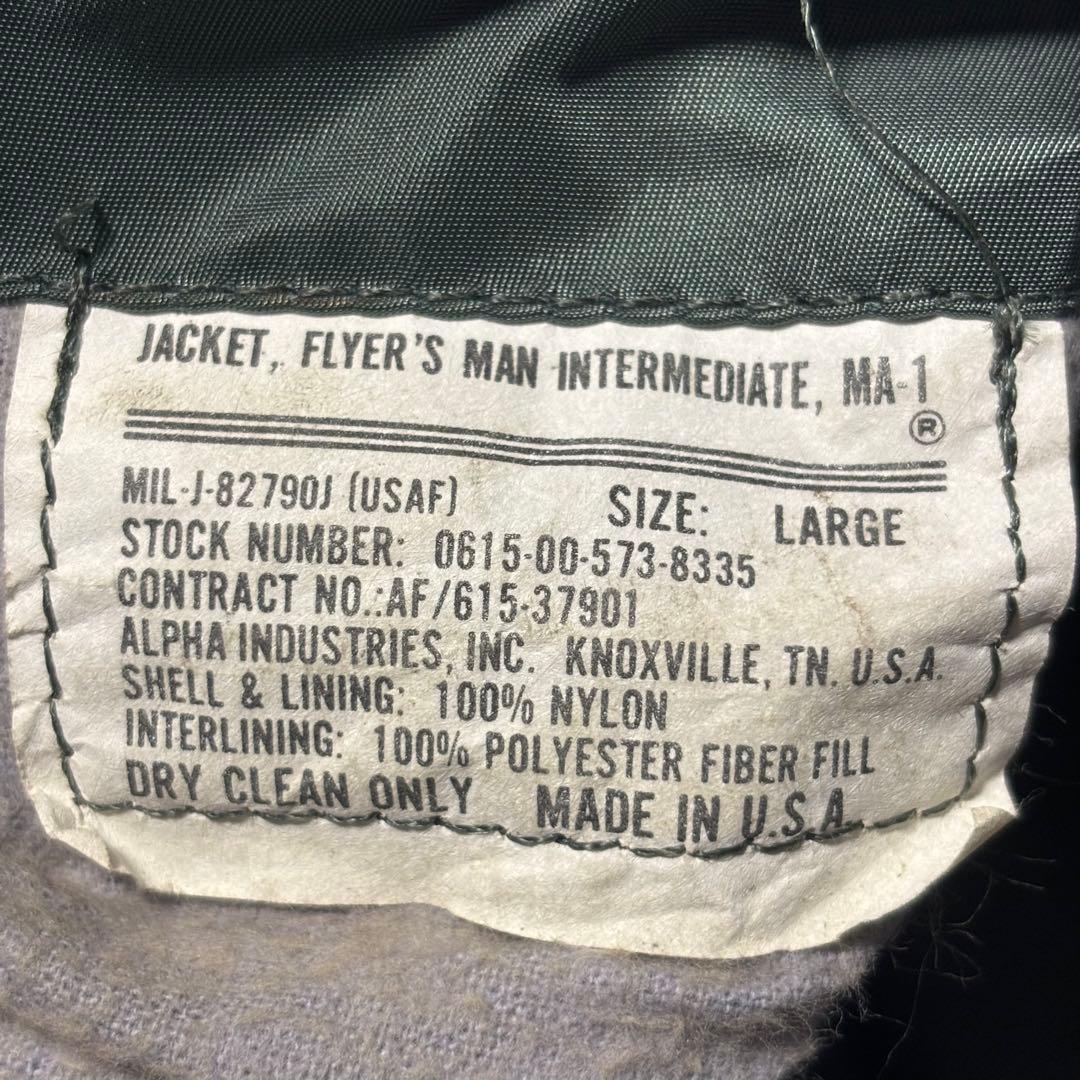 JACKET, FLYER'S MAN INTERMEDIATE, MA-1
®
MIL-J-82790J (USAF) SIZE: LARGE
STOCK NUMBER: 0615-00-573-8335
CONTRACT NO.:AF/615-37901
ALPHA INDUSTRIES, INC. KNOXVILLE, TN. U.S.A.
SHELL & LINING: 100% NYLON
INTERLINING: 100% POLYESTER FIBER FILL
DRY CLEAN ONLY MADE IN U.S.A.